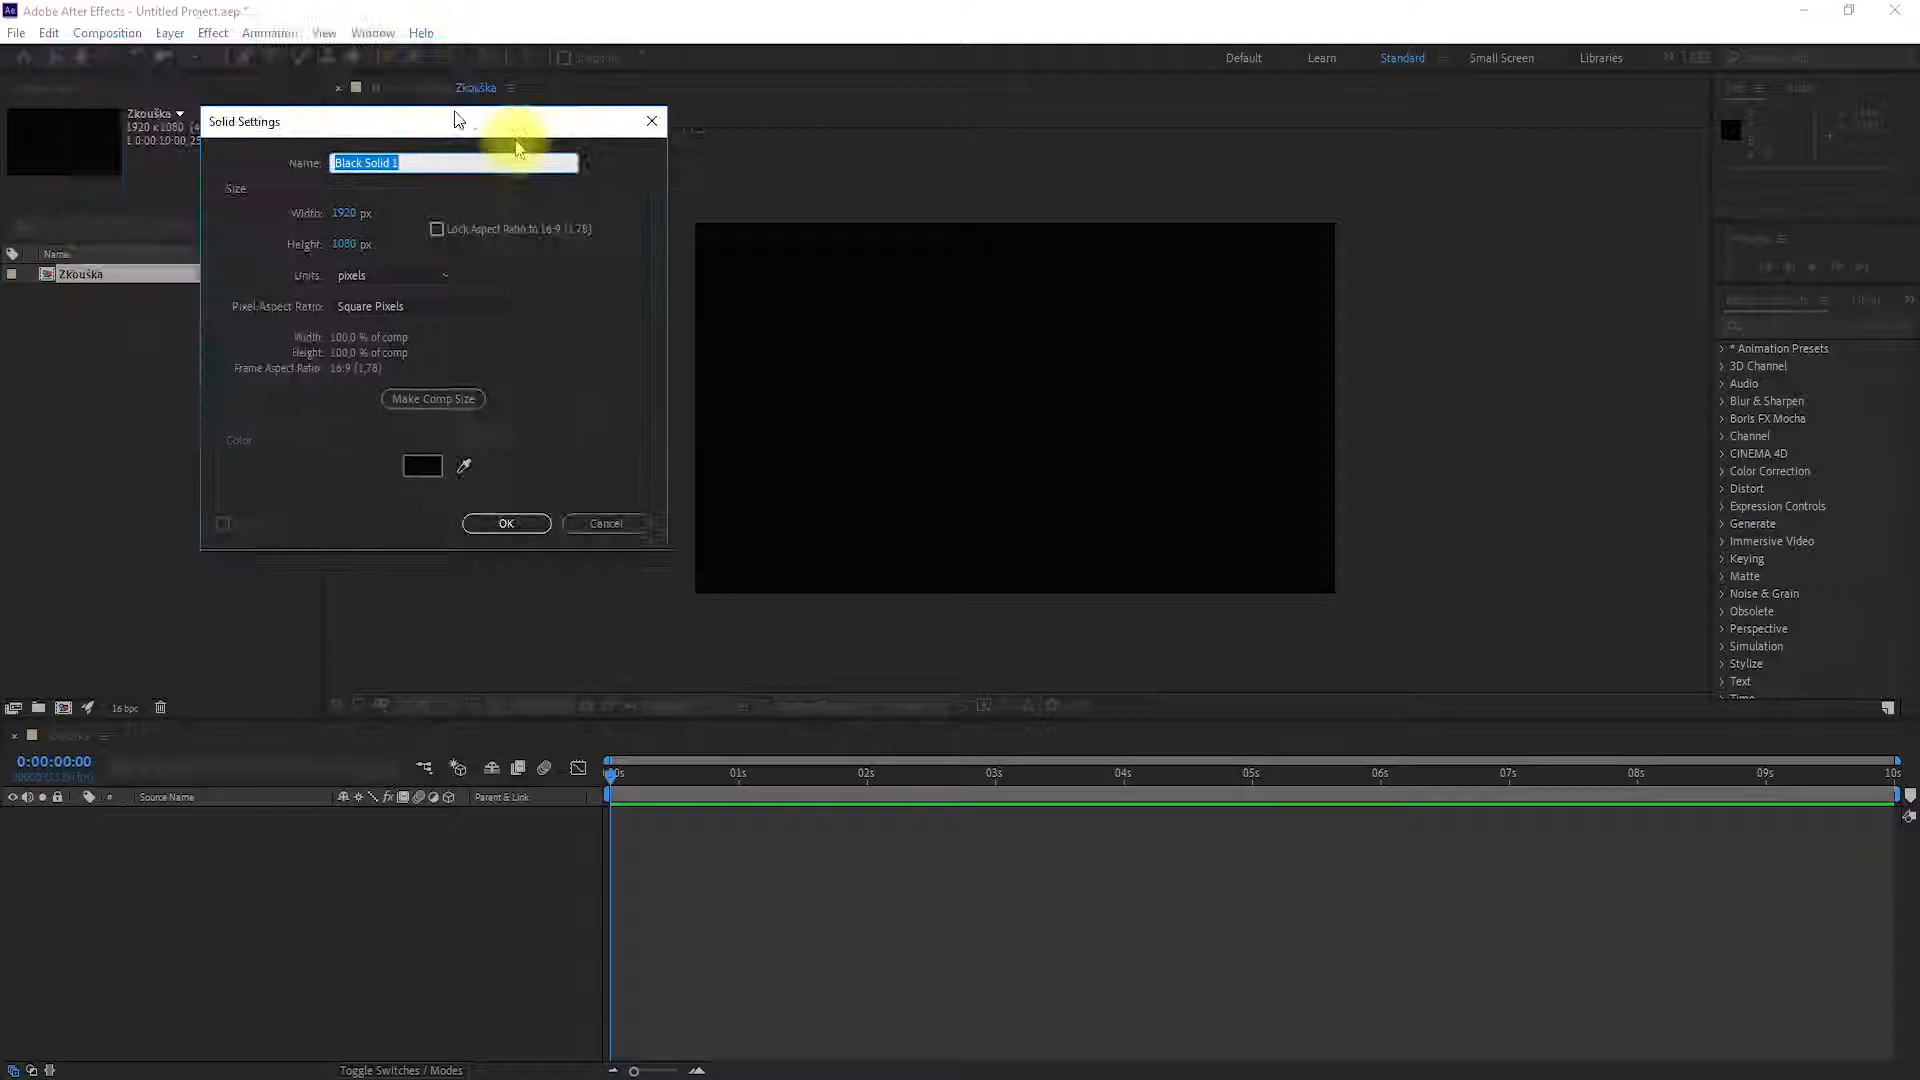 Adobe After Effects - Untitled Project.aep *
File Edit Composition Layer Effect Animation View Window Help
Default Learn Standard Small Screen Libraries
Zkouška
Zkouška
1920 x 1080
Solid Settings
Name: Black Solid 1
Size
Width: 1920 px
Lock Aspect Ratio to 16:9 (1,78)
Height: 1080 px
Units: pixels
Pixel Aspect Ratio: Square Pixels
Width: 100,0 % of comp
Height: 100,0 % of comp
Frame Aspect Ratio: 16:9 (1,78)
Make Comp Size
Color
OK Cancel
Name
Zkouška
16 bpc
* Animation Presets
3D Channel
Audio
Blur & Sharpen
Boris FX Mocha
Channel
CINEMA 4D
Color Correction
Distort
Expression Controls
Generate
Immersive Video
Keying
Matte
Noise & Grain
Obsolete
Perspective
Simulation
Stylize
Text
Time
0:00:00:00
01s 02s 03s 04s 05s 06s 07s 08s 09s 10s
# Source Name fx Parent & Link
Toggle Switches / Modes